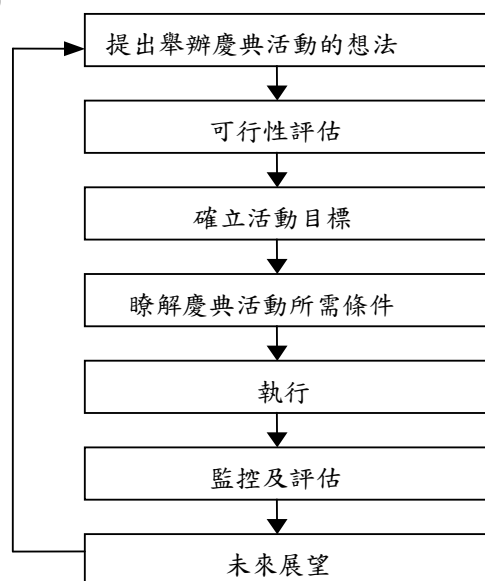 提出舉辦慶典活動的想法
可行性評估
確立活動目標
瞭解慶典活動所需條件
執行
監控及評估
未來展望